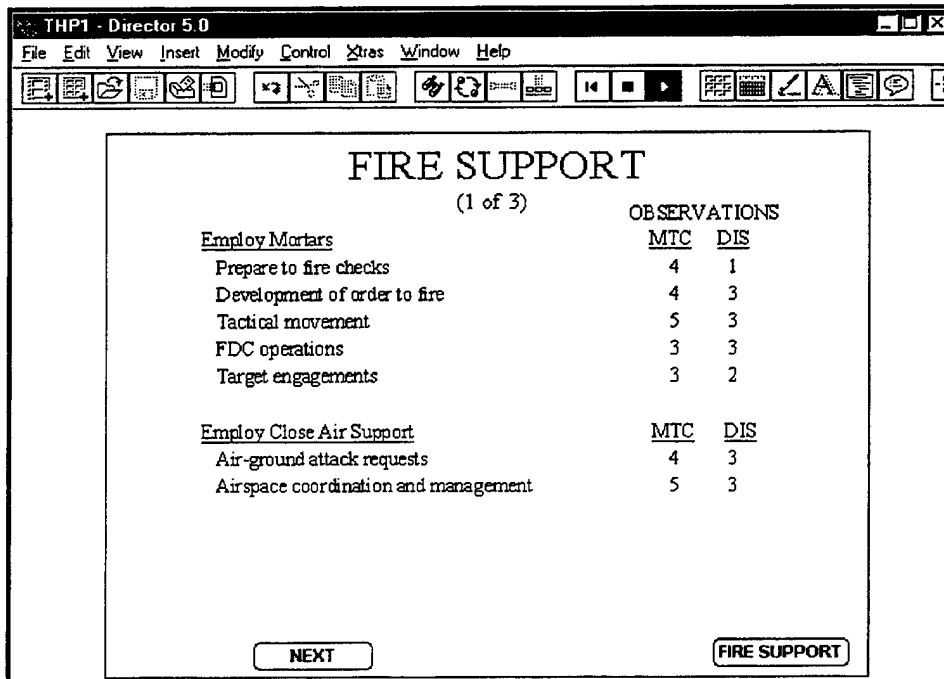 THP1 - Director 5.0
File Edit View Insert Modify Control Xtras Window Help
FIRE SUPPORT
(1 of 3)
OBSERVATIONS
Employ Mortars MTC DIS
Prepare to fire checks 4 1
Development of order to fire 4 3
Tactical movement 5 3
FDC operations 3 3
Target engagements 3 2
Employ Close Air Support MTC DIS
Air-ground attack requests 4 3
Airspace coordination and management 5 3
NEXT FIRE SUPPORT